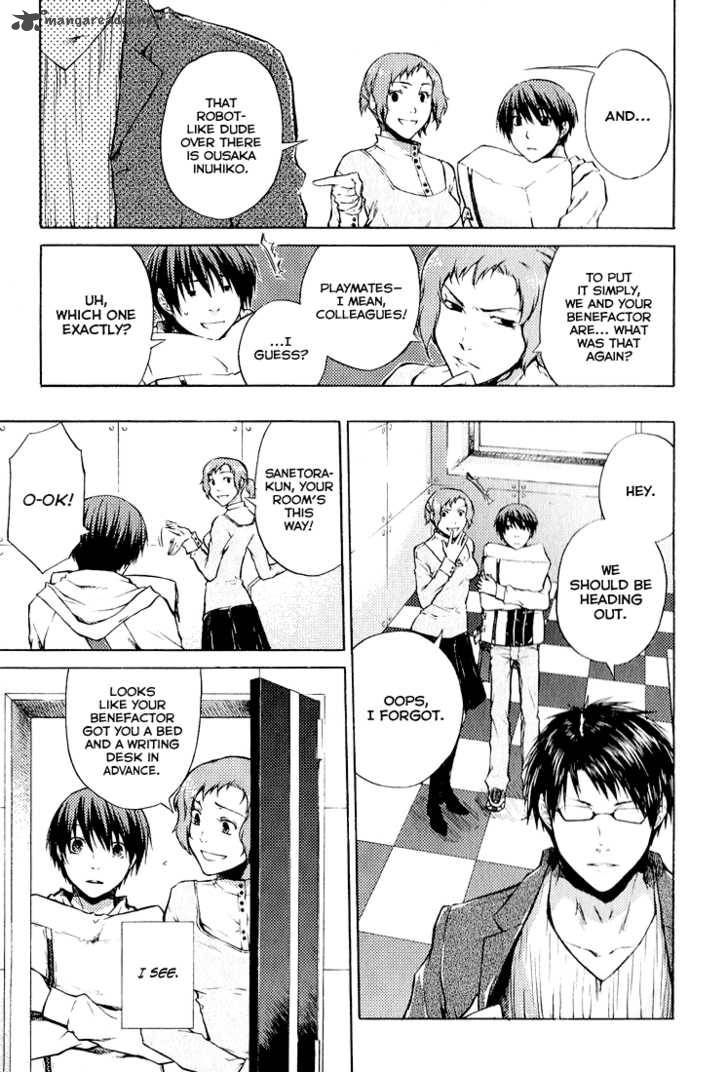 mangareader.net
AND...
THAT
ROBOT-
LIKE DUDE
OVER THERE
IS OUSAKA
INUHIKO.
TO PUT
IT SIMPLY,
WE AND YOUR
BENEFACTOR
ARE... WHAT
WAS THAT
AGAIN?
PLAYMATES—
I MEAN,
COLLEAGUES!
...I
GUESS?
UH,
WHICH ONE
EXACTLY?
HEY.
WE
SHOULD BE
HEADING
OUT.
OOPS,
I FORGOT.
SANETORA-
KUN, YOUR
ROOM'S
THIS
WAY!
O-OK!
LOOKS
LIKE YOUR
BENEFACTOR
GOT YOU A BED
AND A WRITING
DESK IN
ADVANCE.
I SEE.